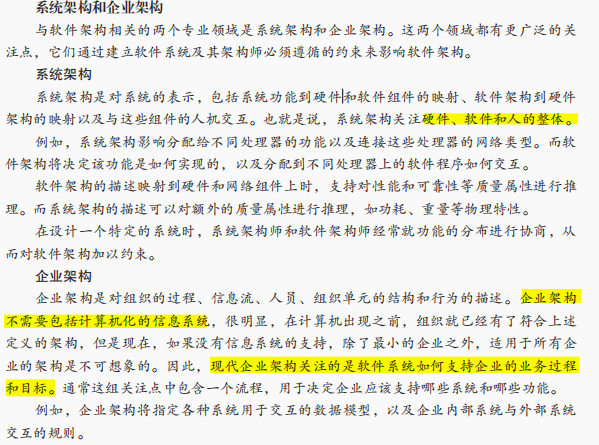 系统架构和企业架构
与软件架构相关的两个专业领域是系统架构和企业架构。这两个领域都有更广泛的关
注点，它们通过建立软件系统及其架构师必须遵循的约束来影响软件架构。
系统架构
系统架构是对系统的表示，包括系统功能到硬件和软件组件的映射、软件架构到硬件
架构的映射以及与这些组件的人机交互。也就是说，系统架构关注硬件、软件和人的整体。
例如，系统架构影响分配给不同处理器的功能以及连接这些处理器的网络类型。而软
件架构将决定该功能是如何实现的，以及分配到不同处理器上的软件程序如何交互。
软件架构的描述映射到硬件和网络组件上时，支持对性能和可靠性等质量属性进行推
理。而系统架构的描述可以对额外的质量属性进行推理，如功耗、重量等物理特性。
在设计一个特定的系统时，系统架构师和软件架构师经常就功能的分布进行协商，从
而对软件架构加以约束。
企业架构
企业架构是对组织的过程、信息流、人员、组织单元的结构和行为的描述。企业架构
不需要包括计算机化的信息系统，很明显，在计算机出现之前，组织就已经有了符合上述
定义的架构，但是现在，如果没有信息系统的支持，除了最小的企业之外，适用于所有企
业的架构是不可想象的。因此，现代企业架构关注的是软件系统如何支持企业的业务过程
和目标。通常这组关注点中包含一个流程，用于决定企业应该支持哪些系统和哪些功能。
例如，企业架构将指定各种系统用于交互的数据模型，以及企业内部系统与外部系统
交互的规则。